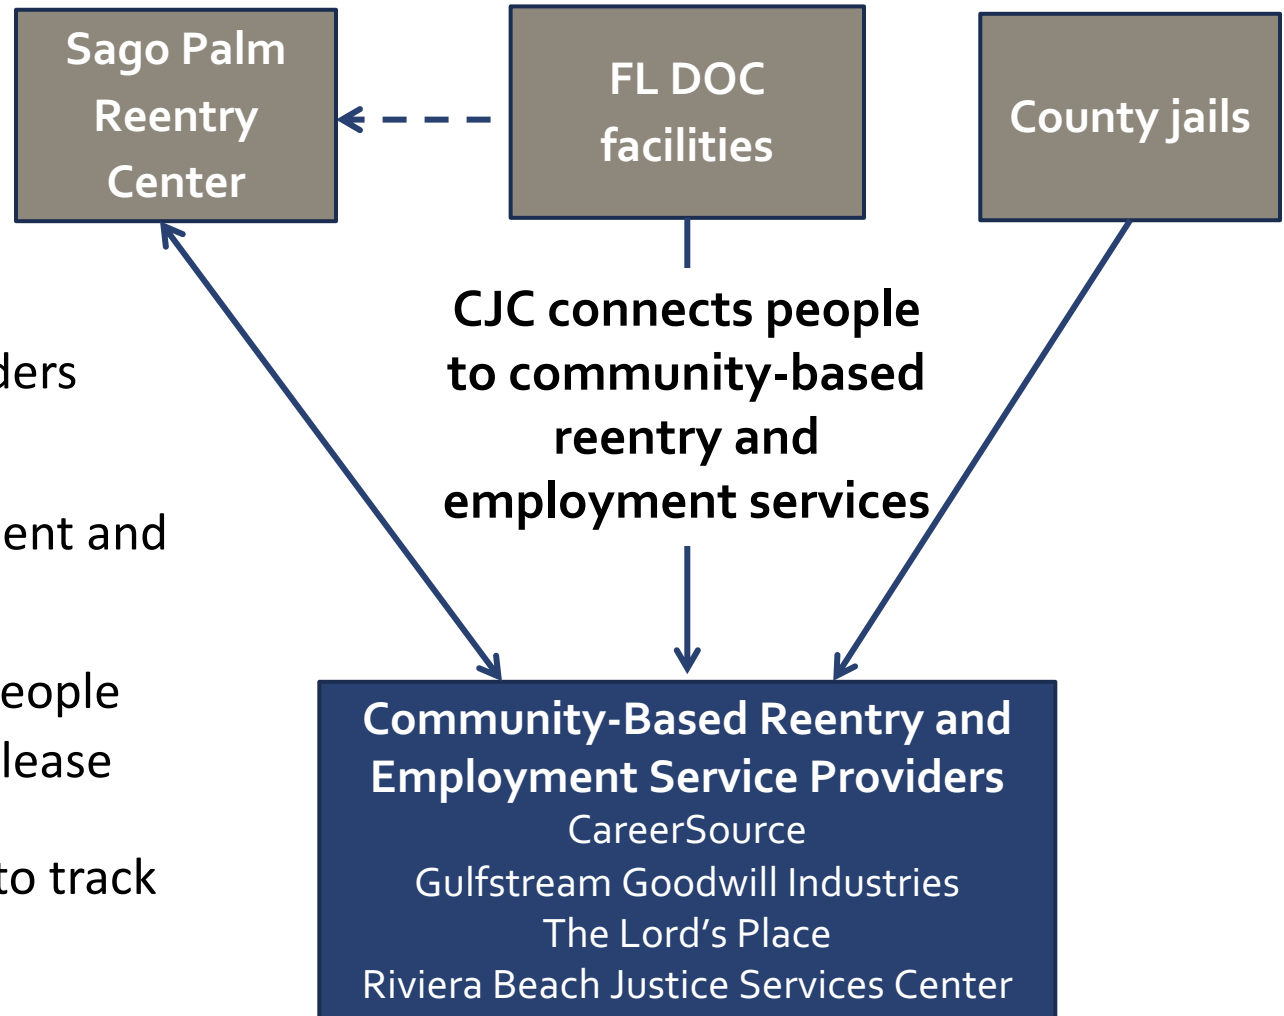 Sago Palm
Reentry
Center
FL DOC
facilities
County jails
CJC connects people
to community-based
reentry and
employment services
ders
ent and
eople
lease
to track
Community-Based Reentry and
Employment Service Providers
CareerSource
Gulfstream Goodwill Industries
The Lord's Place
Riviera Beach Justice Services Center